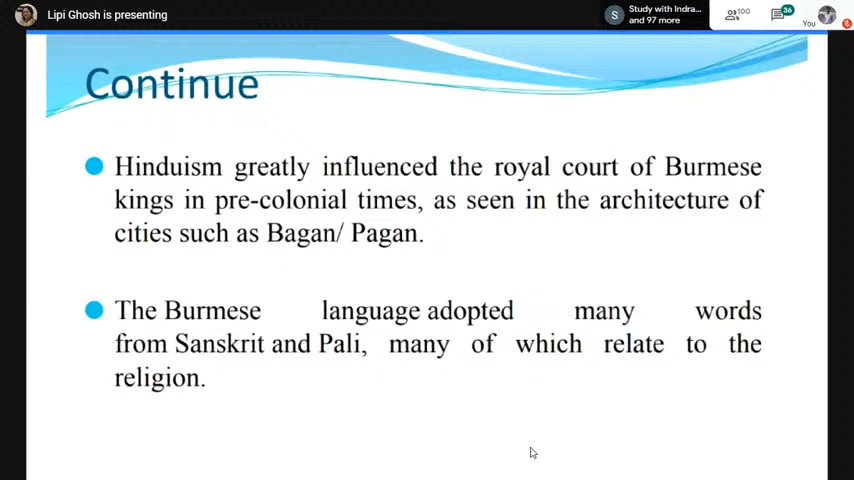 Lipi Ghosh is presenting
S
Study with Indra...
and 97 more
100
36
You
Continue
Hinduism greatly influenced the royal court of Burmese
kings in pre-colonial times, as seen in the architecture of
cities such as Bagan/ Pagan.
The Burmese language adopted many words
from Sanskrit and Pali, many of which relate to the
religion.